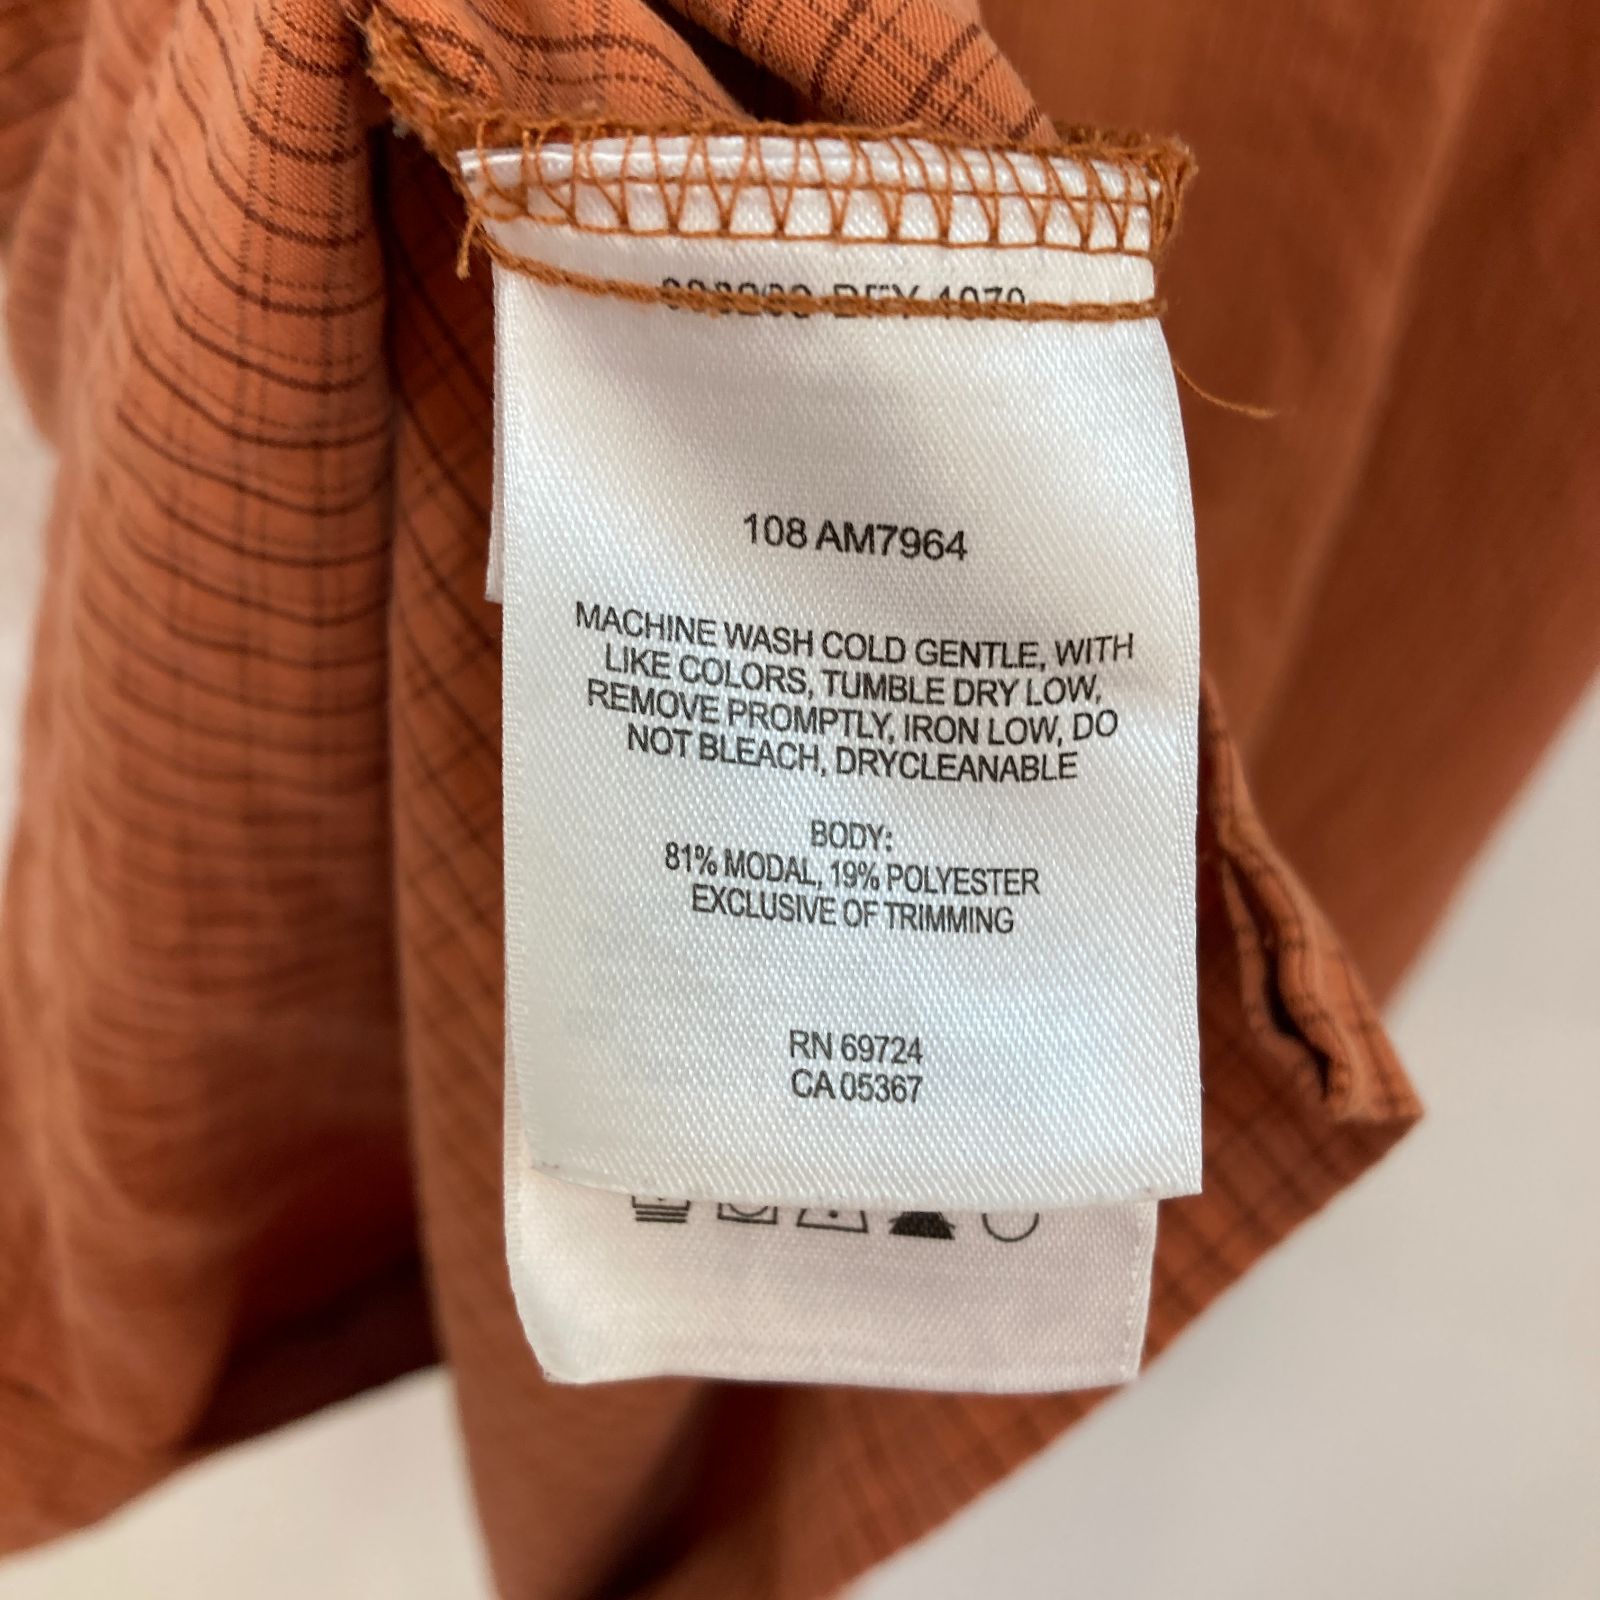 108 AM7964
MACHINE WASH COLD GENTLE, WITH
LIKE COLORS, TUMBLE DRY LOW,
REMOVE PROMPTLY, IRON LOW, DO
NOT BLEACH, DRYCLEANABLE
BODY:
81% MODAL, 19% POLYESTER
EXCLUSIVE OF TRIMMING
RN 69724
CA 05367